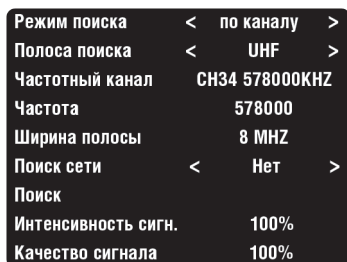 Режим поиска < по каналу >
Полоса поиска < UHF >
Частотный канал CH34 578000KHZ
Частота 578000
Ширина полосы 8 MHZ
Поиск сети < Нет >
Поиск
Интенсивность сигн. 100%
Качество сигнала 100%